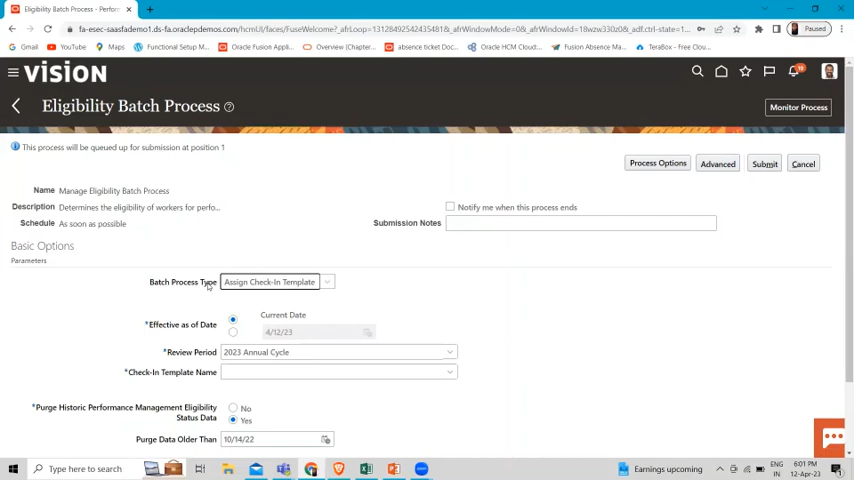 Eligibility Batch Process - Perform
fa-esec-saasfademo1.ds-fa.oraclepdemos.com/hcmUI/faces/FuseWelcome?_afrLoop=13128492542435481&_afrWindowMode=0&_afrWindowId=18wzw330z0&_adf.ctrl-state=1...
Paused
Gmail
YouTube
Maps
Functional Setup M...
Oracle Fusion Appli...
Overview (Chapter...
absence ticket Doc...
Oracle HCM Cloud...
Fusion Absence Ma...
TeraBox - Free Clou...
VISION
Eligibility Batch Process
Monitor Process
This process will be queued up for submission at position 1
Process Options
Advanced
Submit
Cancel
Name Manage Eligibility Batch Process
Description Determines the eligibility of workers for perfo...
Notify me when this process ends
Schedule As soon as possible
Submission Notes
Basic Options
Parameters
Batch Process Type Assign Check-In Template
Current Date
*Effective as of Date
4/12/23
*Review Period 2023 Annual Cycle
*Check-In Template Name
*Purge Historic Performance Management Eligibility
Status Data
No
Yes
Purge Data Older Than 10/14/22
Type here to search
Earnings upcoming
ENG
IN
6:01 PM
12-Apr-23